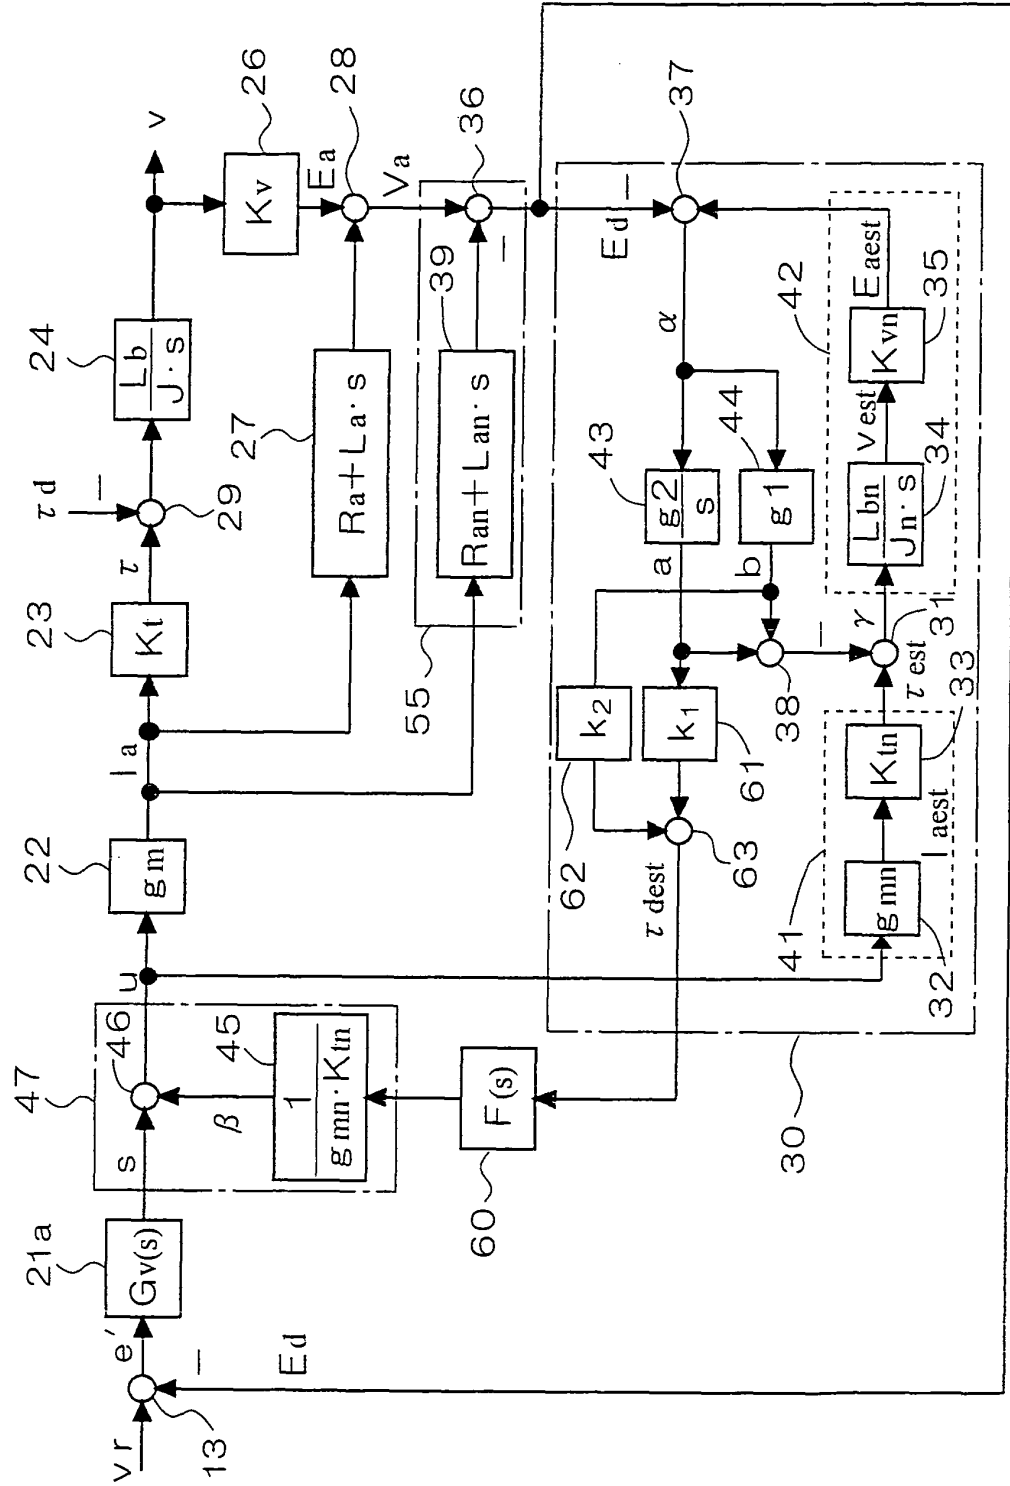 vr
13
e′
21a
Gv(s)
s
47
46
45
β
1
gmn·Ktn
u
22
gm
Ia
23
Kt
τ
τd
−
29
24
Lb
J·s
v
26
Kv
Ea
28
27
Ra+La·s
Va
55
39
Ran+Lan·s
−
36
Ed
−
60
F(s)
30
Ed
−
37
α
43
g2
s
44
g1
a
b
62
k2
k1
61
63
τdest
38
−
41
gmn
32
Iaest
Ktn
33
τest
31
γ
42
Lbn
Jn·s
34
vest
Kvn
35
Eaest